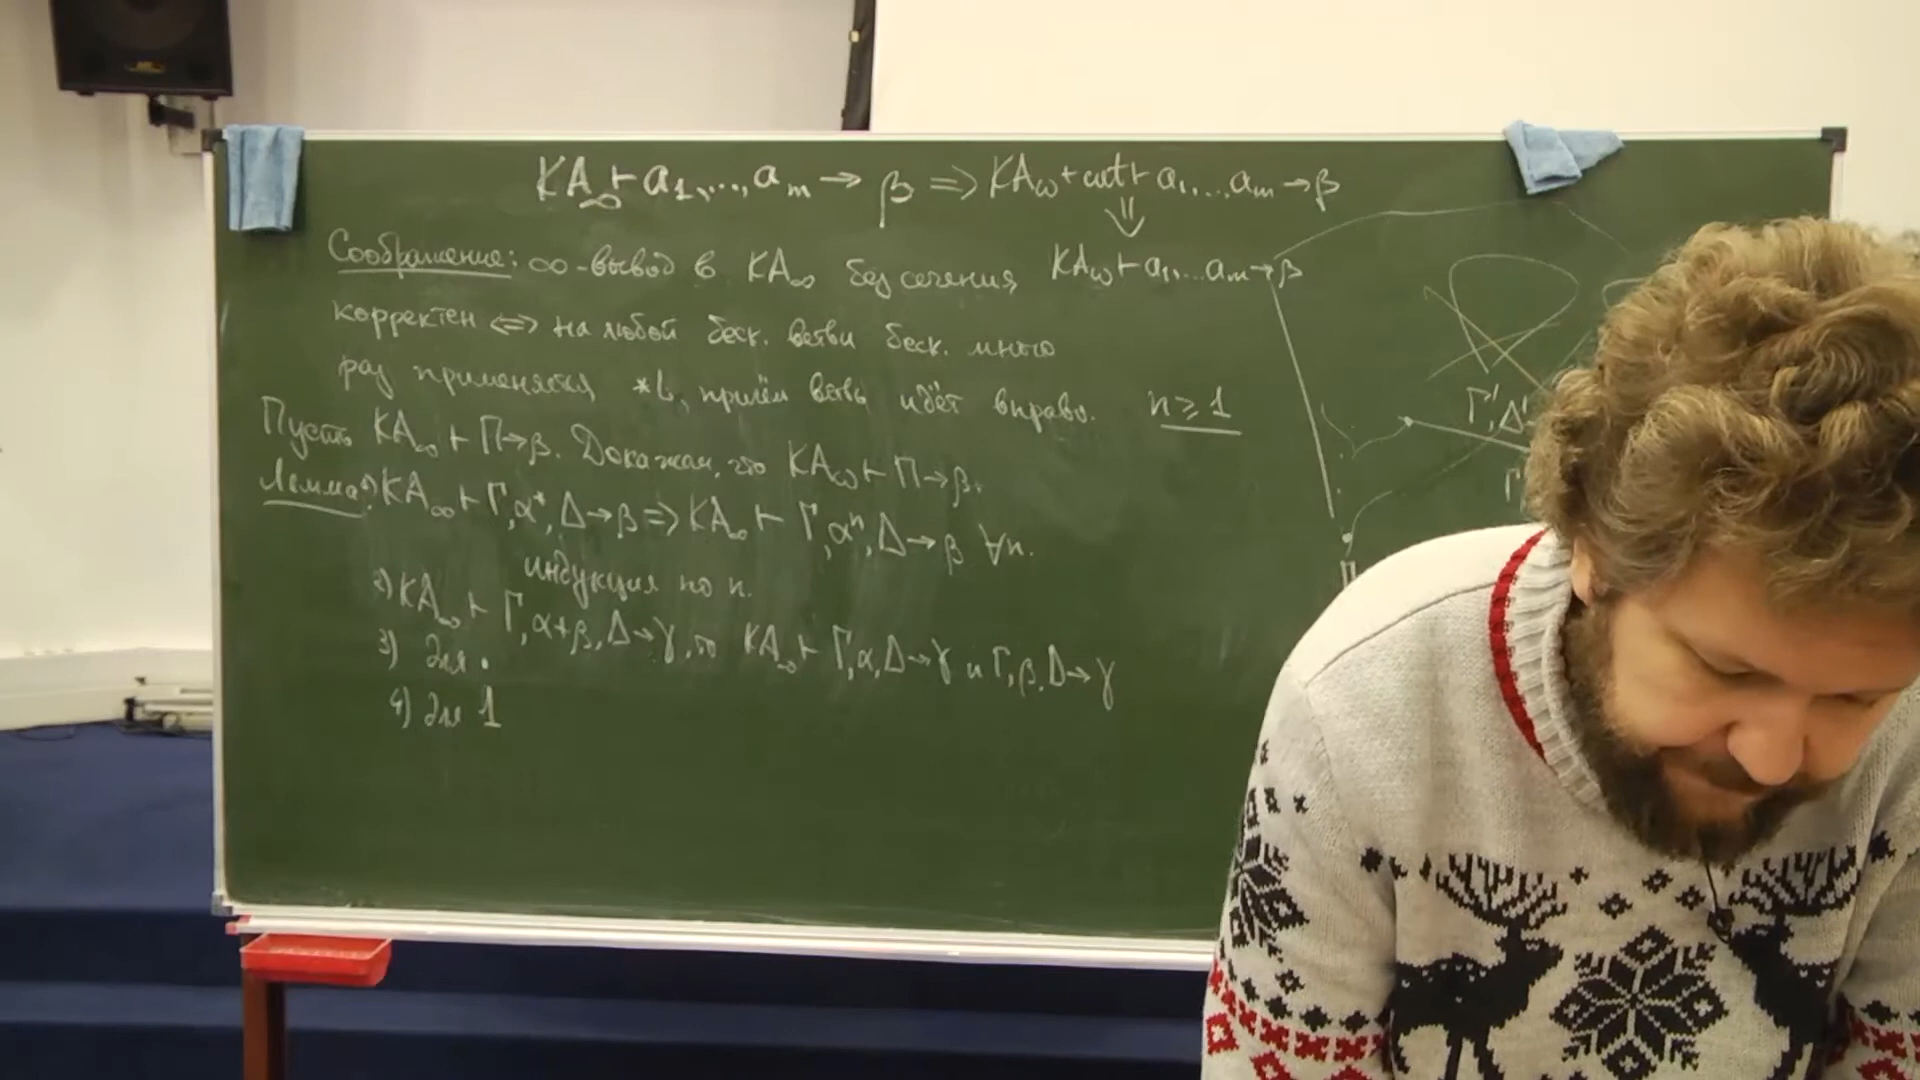 KA∞ ⊢ a₁,...,aₘ → β ⇒ KAω + cut ⊢ a₁,...,aₘ → β
⇓
Соображение: ∞-вывод в KA∞ без сечения KAω ⊢ a₁,...,aₘ → β
корректен ⇔ на любой беск. ветви беск. много
раз применяется *L, причём ветвь идёт вправо. n ≥ 1
Пусть KA∞ ⊢ Π → β. Докажем, что KAω ⊢ Π → β.
Лемма: 1) KA∞ ⊢ Γ, α*, Δ → β ⇒ KA∞ ⊢ Γ, αⁿ, Δ → β ∀n.
индукция по n.
2) KA∞ ⊢ Γ, α+β, Δ → γ, то KA∞ ⊢ Γ, α, Δ → γ и Γ, β, Δ → γ
3) для ·
4) для 1
Γ', Δ'
Γ
Π